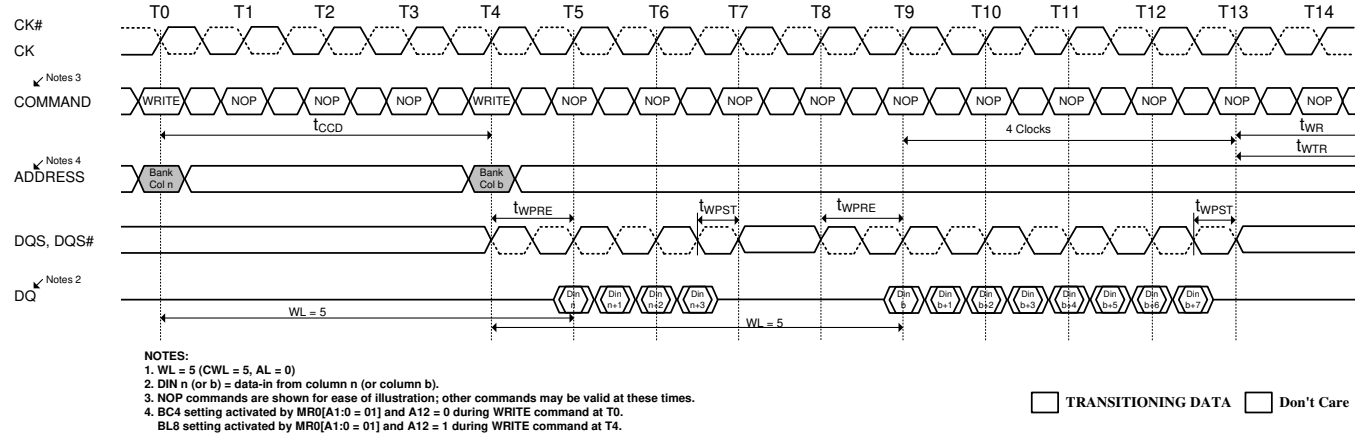 T0 T1 T2 T3 T4 T5 T6 T7 T8 T9 T10 T11 T12 T13 T14
CK#
CK
Notes 3
COMMAND
WRITE NOP NOP NOP WRITE NOP NOP NOP NOP NOP NOP NOP NOP NOP NOP
tCCD
4 Clocks
tWR
tWTR
Notes 4
ADDRESS
Bank
Col n
Bank
Col b
tWPRE tWPST tWPRE tWPST
DQS, DQS#
Notes 2
DQ
Din
n
Din
n+1
Din
n+2
Din
n+3
Din
b
Din
b+1
Din
b+2
Din
b+3
Din
b+4
Din
b+5
Din
b+6
Din
b+7
WL = 5
WL = 5
NOTES:
1. WL = 5 (CWL = 5, AL = 0)
2. DIN n (or b) = data-in from column n (or column b).
3. NOP commands are shown for ease of illustration; other commands may be valid at these times.
4. BC4 setting activated by MR0[A1:0 = 01] and A12 = 0 during WRITE command at T0.
BL8 setting activated by MR0[A1:0 = 01] and A12 = 1 during WRITE command at T4.
TRANSITIONING DATA
Don't Care